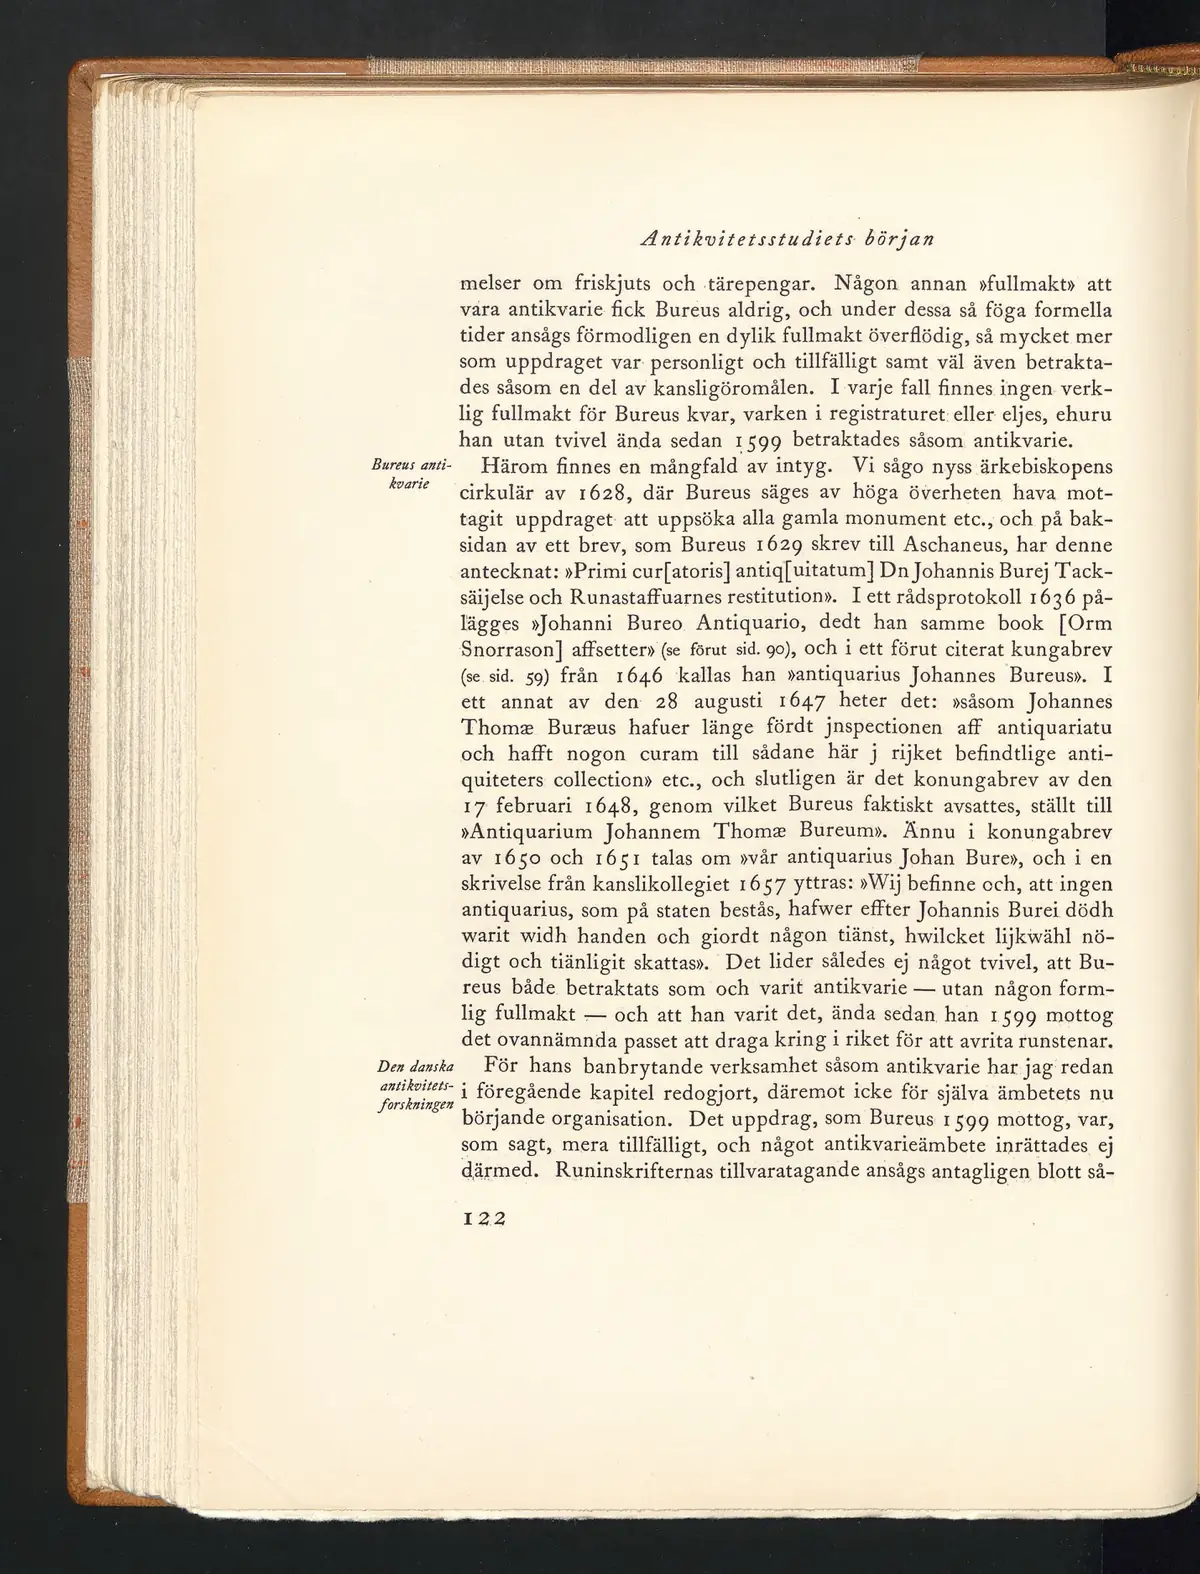 Antikvitetsstudiets början
melser om friskjuts och tärepengar. Någon annan »fullmakt» att
vara antikvarie fick Bureus aldrig, och under dessa så föga formella
tider ansågs förmodligen en dylik fullmakt överflödig, så mycket mer
som uppdraget var personligt och tillfälligt samt väl även betrakta-
des såsom en del av kansligöromålen. I varje fall finnes ingen verk-
lig fullmakt för Bureus kvar, varken i registraturet eller eljes, ehuru
han utan tvivel ända sedan 1599 betraktades såsom antikvarie.
Bureus anti-
kvarie
Härom finnes en mångfald av intyg. Vi sågo nyss ärkebiskopens
cirkulär av 1628, där Bureus säges av höga överheten hava mot-
tagit uppdraget att uppsöka alla gamla monument etc., och på bak-
sidan av ett brev, som Bureus 1629 skrev till Aschaneus, har denne
antecknat: »Primi cur[atoris] antiq[uitatum] Dn Johannis Burej Tack-
säijelse och Runastaffuarnes restitution». I ett rådsprotokoll 1636 på-
lägges »Johanni Bureo Antiquario, dedt han samme book [Orm
Snorrason] affsetter» (se förut sid. 90), och i ett förut citerat kungabrev
(se sid. 59) från 1646 kallas han »antiquarius Johannes Bureus». I
ett annat av den 28 augusti 1647 heter det: »såsom Johannes
Thomæ Buræus hafuer länge fördt jnspectionen aff antiquariatu
och hafft nogon curam till sådane här j rijket befindtlige anti-
quiteters collection» etc., och slutligen är det konungabrev av den
17 februari 1648, genom vilket Bureus faktiskt avsattes, ställt till
»Antiquarium Johannem Thomæ Bureum». Ännu i konungabrev
av 1650 och 1651 talas om »vår antiquarius Johan Bure», och i en
skrivelse från kanslikollegiet 1657 yttras: »Wij befinne och, att ingen
antiquarius, som på staten bestås, hafwer effter Johannis Burei dödh
warit widh handen och giordt någon tiänst, hwilcket lijkwähl nö-
digt och tiänligit skattas». Det lider således ej något tvivel, att Bu-
reus både betraktats som och varit antikvarie — utan någon form-
lig fullmakt — och att han varit det, ända sedan han 1599 mottog
det ovannämnda passet att draga kring i riket för att avrita runstenar.
Den danska
antikvitets-
forskningen
För hans banbrytande verksamhet såsom antikvarie har jag redan
i föregående kapitel redogjort, däremot icke för själva ämbetets nu
började organisation. Det uppdrag, som Bureus 1599 mottog, var,
som sagt, mera tillfälligt, och något antikvarieämbete inrättades ej
därmed. Runinskrifternas tillvaratagande ansågs antagligen blott så-
122